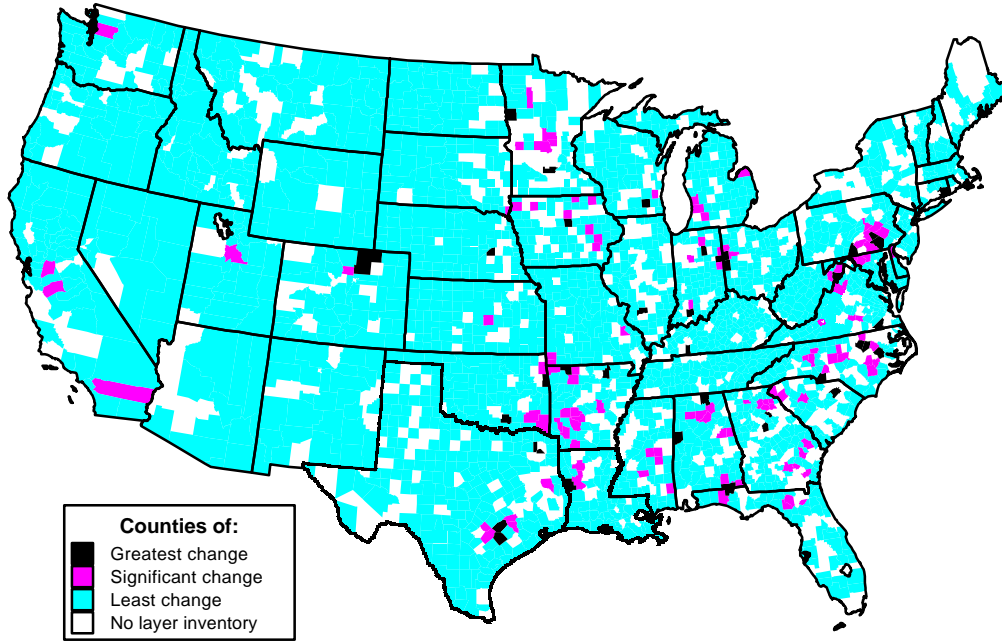 Counties of:
Greatest change
Significant change
Least change
No layer inventory